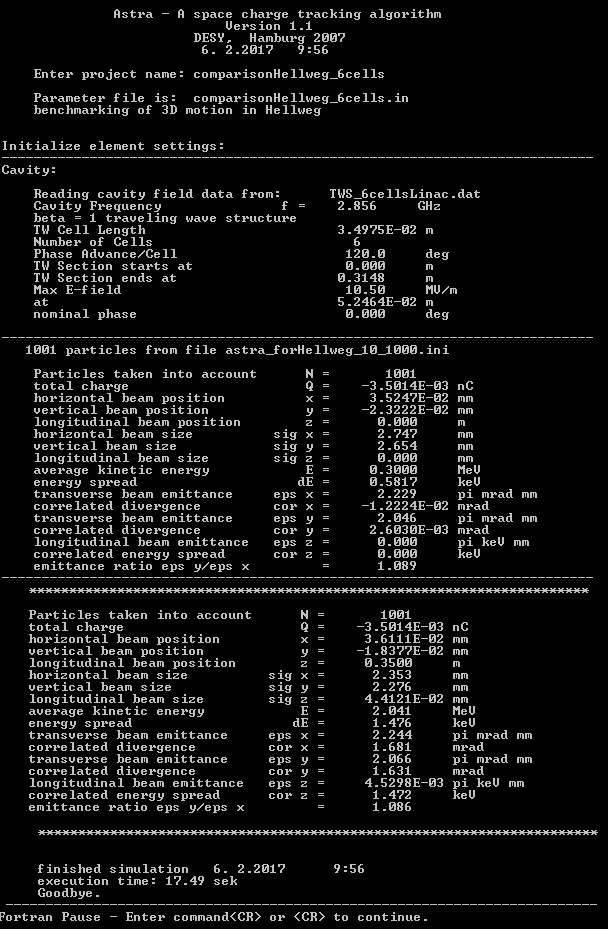 Astra - A space charge tracking algorithm
Version 1.1
DESY,  Hamburg 2007
6. 2.2017   9:56
Enter project name: comparisonHellweg_6cells
Parameter file is:  comparisonHellweg_6cells.in
benchmarking of 3D motion in Hellweg
Initialize element settings:
--------------------------------------------------------------------------
Cavity:
Reading cavity field data from:      TWS_6cellsLinac.dat
Cavity Frequency               f =    2.856     GHz
beta = 1 traveling wave structure
TW Cell Length                        3.4975E-02 m
Number of Cells                         6
Phase Advance/Cell                     120.0     deg
TW Section starts at                   0.000     m
TW Section ends at                    0.3148     m
Max E-field                            10.50     MV/m
at                                    5.2464E-02 m
nominal phase                          0.000     deg
--------------------------------------------------------------------------
1001 particles from file astra_forHellweg_10_1000.ini
Particles taken into account      N =      1001
total charge                      Q =   -3.5014E-03 nC
horizontal beam position          x =    3.5247E-02 mm
vertical beam position            y =   -2.3222E-02 mm
longitudinal beam position        z =     0.000     m
horizontal beam size          sig x =     2.747     mm
vertical beam size            sig y =     2.654     mm
longitudinal beam size        sig z =     0.000     mm
average kinetic energy            E =    0.3000     MeV
energy spread                    dE =    0.5817     keV
transverse beam emittance     eps x =     2.229     pi mrad mm
correlated divergence         cor x =   -1.2224E-02 mrad
transverse beam emittance     eps y =     2.046     pi mrad mm
correlated divergence         cor y =    2.6030E-03 mrad
longitudinal beam emittance   eps z =     0.000     pi keV mm
correlated energy spread      cor z =     0.000     keV
emittance ratio eps y/eps x         =     1.089
--------------------------------------------------------------------------
**********************************************************************
Particles taken into account      N =      1001
total charge                      Q =   -3.5014E-03 nC
horizontal beam position          x =    3.6111E-02 mm
vertical beam position            y =   -1.8377E-02 mm
longitudinal beam position        z =    0.3500     m
horizontal beam size          sig x =     2.353     mm
vertical beam size            sig y =     2.276     mm
longitudinal beam size        sig z =    4.4121E-02 mm
average kinetic energy            E =     2.041     MeV
energy spread                    dE =     1.476     keV
transverse beam emittance     eps x =     2.244     pi mrad mm
correlated divergence         cor x =     1.681     mrad
transverse beam emittance     eps y =     2.066     pi mrad mm
correlated divergence         cor y =     1.631     mrad
longitudinal beam emittance   eps z =    4.5298E-03 pi keV mm
correlated energy spread      cor z =     1.472     keV
emittance ratio eps y/eps x         =     1.086
**********************************************************************
finished simulation   6. 2.2017      9:56
execution time: 17.49 sek
Goodbye.
--------------------------------------------------------------------------
Fortran Pause - Enter command<CR> or <CR> to continue.